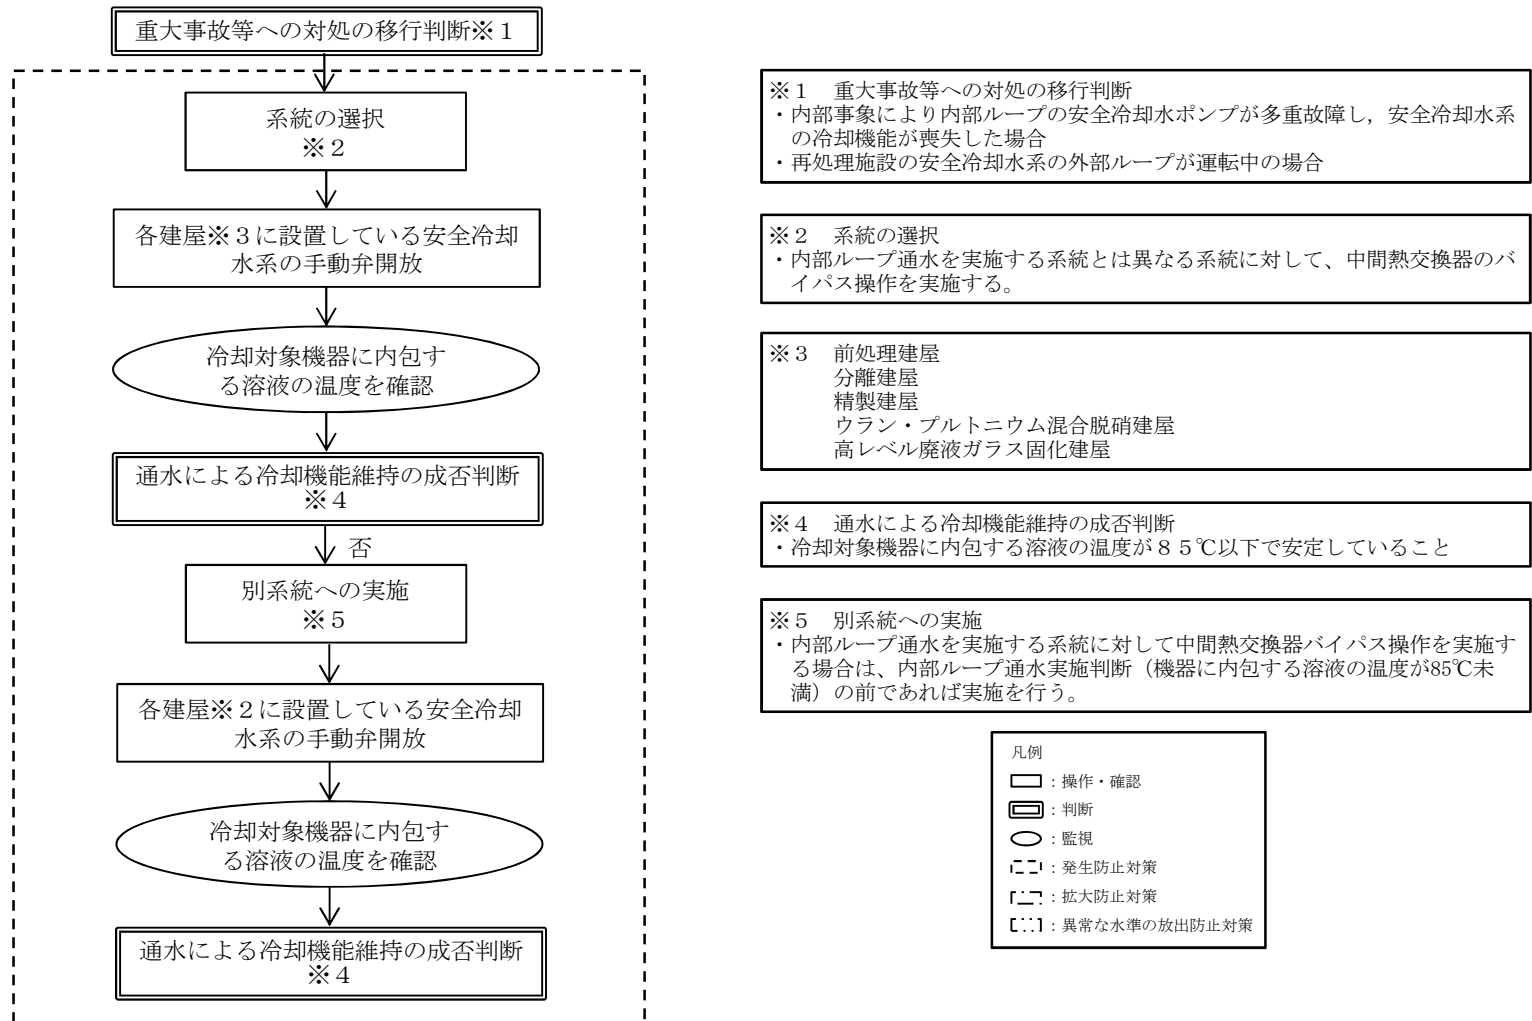 重大事故等への対処の移行判断※１
系統の選択
※２
各建屋※３に設置している安全冷却
水系の手動弁開放
冷却対象機器に内包す
る溶液の温度を確認
通水による冷却機能維持の成否判断
※４
否
別系統への実施
※５
各建屋※２に設置している安全冷却
水系の手動弁開放
冷却対象機器に内包す
る溶液の温度を確認
通水による冷却機能維持の成否判断
※４
※１　重大事故等への対処の移行判断
・内部事象により内部ループの安全冷却水ポンプが多重故障し，安全冷却水系
の冷却機能が喪失した場合
・再処理施設の安全冷却水系の外部ループが運転中の場合
※２　系統の選択
・内部ループ通水を実施する系統とは異なる系統に対して、中間熱交換器のバ
イパス操作を実施する。
※３　前処理建屋
分離建屋
精製建屋
ウラン・プルトニウム混合脱硝建屋
高レベル廃液ガラス固化建屋
※４　通水による冷却機能維持の成否判断
・冷却対象機器に内包する溶液の温度が８５℃以下で安定していること
※５　別系統への実施
・内部ループ通水を実施する系統に対して中間熱交換器バイパス操作を実施す
る場合は、内部ループ通水実施判断（機器に内包する溶液の温度が85℃未
満）の前であれば実施を行う。
凡例
：操作・確認
：判断
：監視
：発生防止対策
：拡大防止対策
：異常な水準の放出防止対策